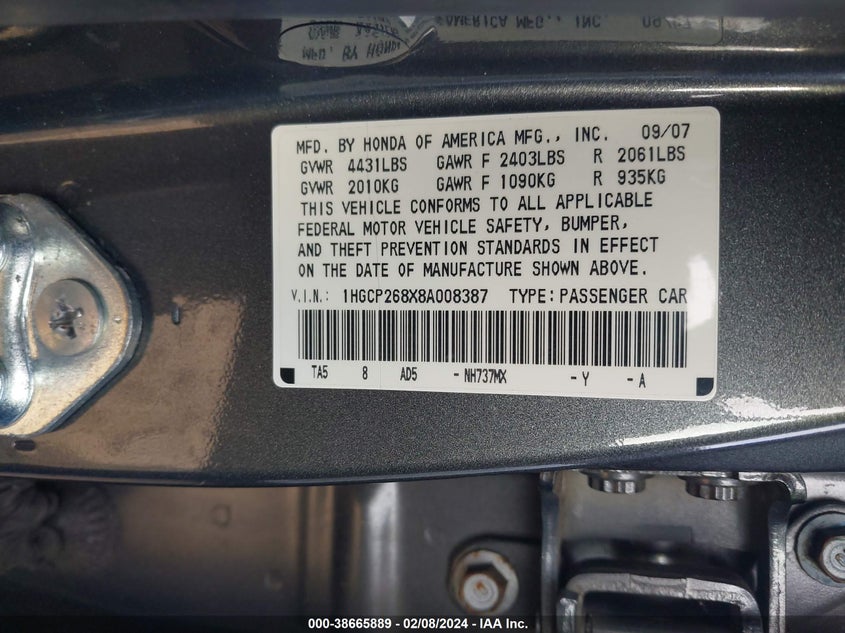 MFD. BY HONDA OF AMERICA MFG., INC. 09/07
GVWR 4431LBS GAWR F 2403LBS R 2061LBS
GVWR 2010KG GAWR F 1090KG R 935KG
THIS VEHICLE CONFORMS TO ALL APPLICABLE
FEDERAL MOTOR VEHICLE SAFETY, BUMPER,
AND THEFT PREVENTION STANDARDS IN EFFECT
ON THE DATE OF MANUFACTURE SHOWN ABOVE.
V.I.N.: 1HGCP268X8A008387 TYPE: PASSENGER CAR
TA5 8 AD5 -NH737MX -Y -A
000-38665889 - 02/08/2024 - IAA Inc.